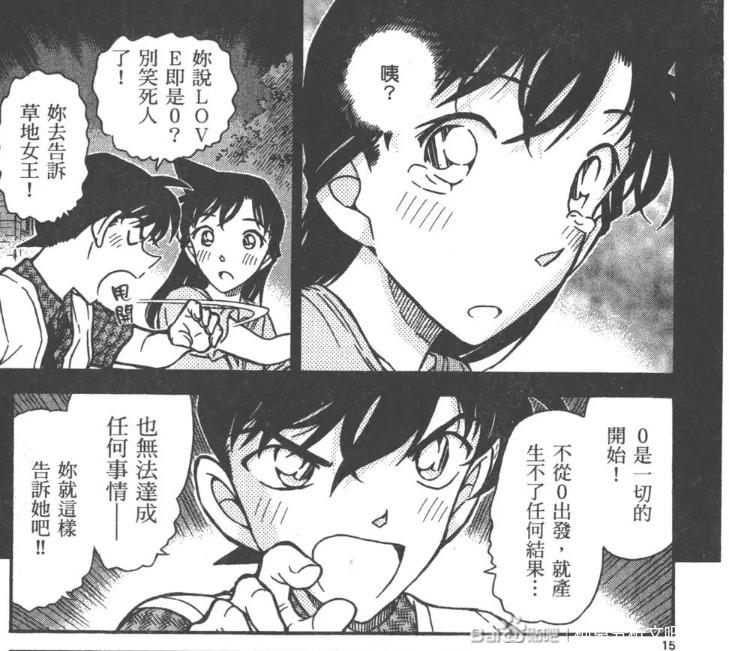 咦？
妳說LOV
E即是0？
別笑死人
了！
妳去告訴
草地女王！
甩開
0是一切的
開始！
不從0出發，就產
生不了任何結果…
也無法達成
任何事情——
妳就這樣
告訴她吧!!
Bai 贴吧
15